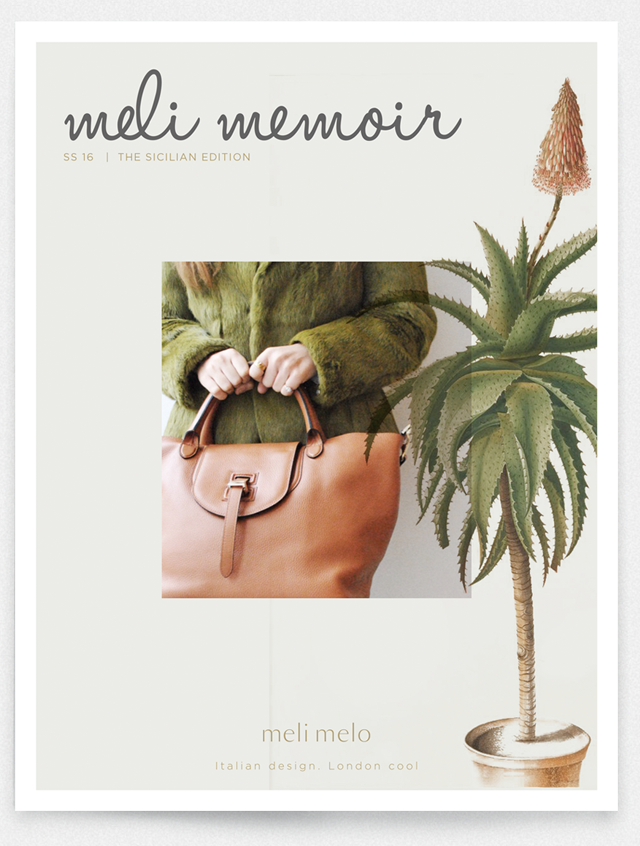 meli memoir
SS 16 | THE SICILIAN EDITION
meli melo
Italian design. London cool